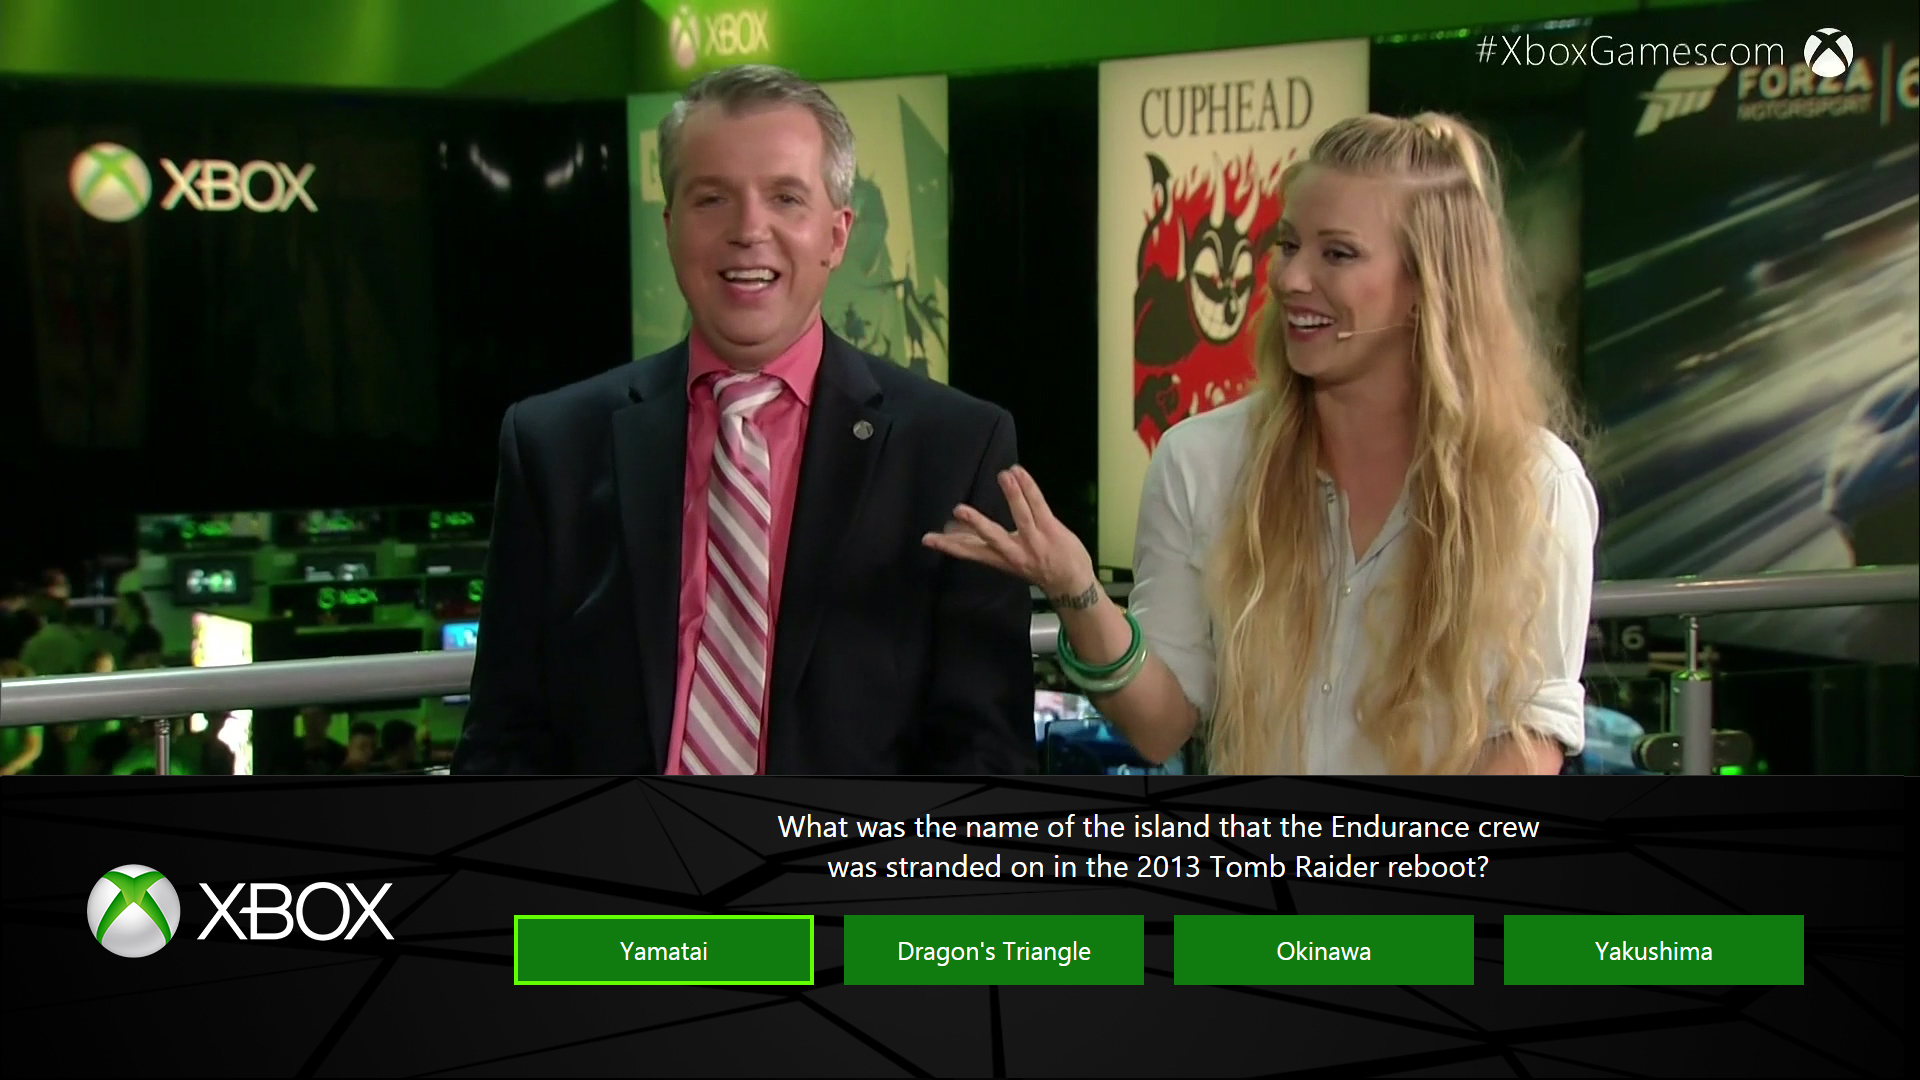 XBOX
#XboxGamescom
CUPHEAD
FORZA
MOTORSPORT
6
XBOX
What was the name of the island that the Endurance crew
was stranded on in the 2013 Tomb Raider reboot?
XBOX
Yamatai
Dragon's Triangle
Okinawa
Yakushima